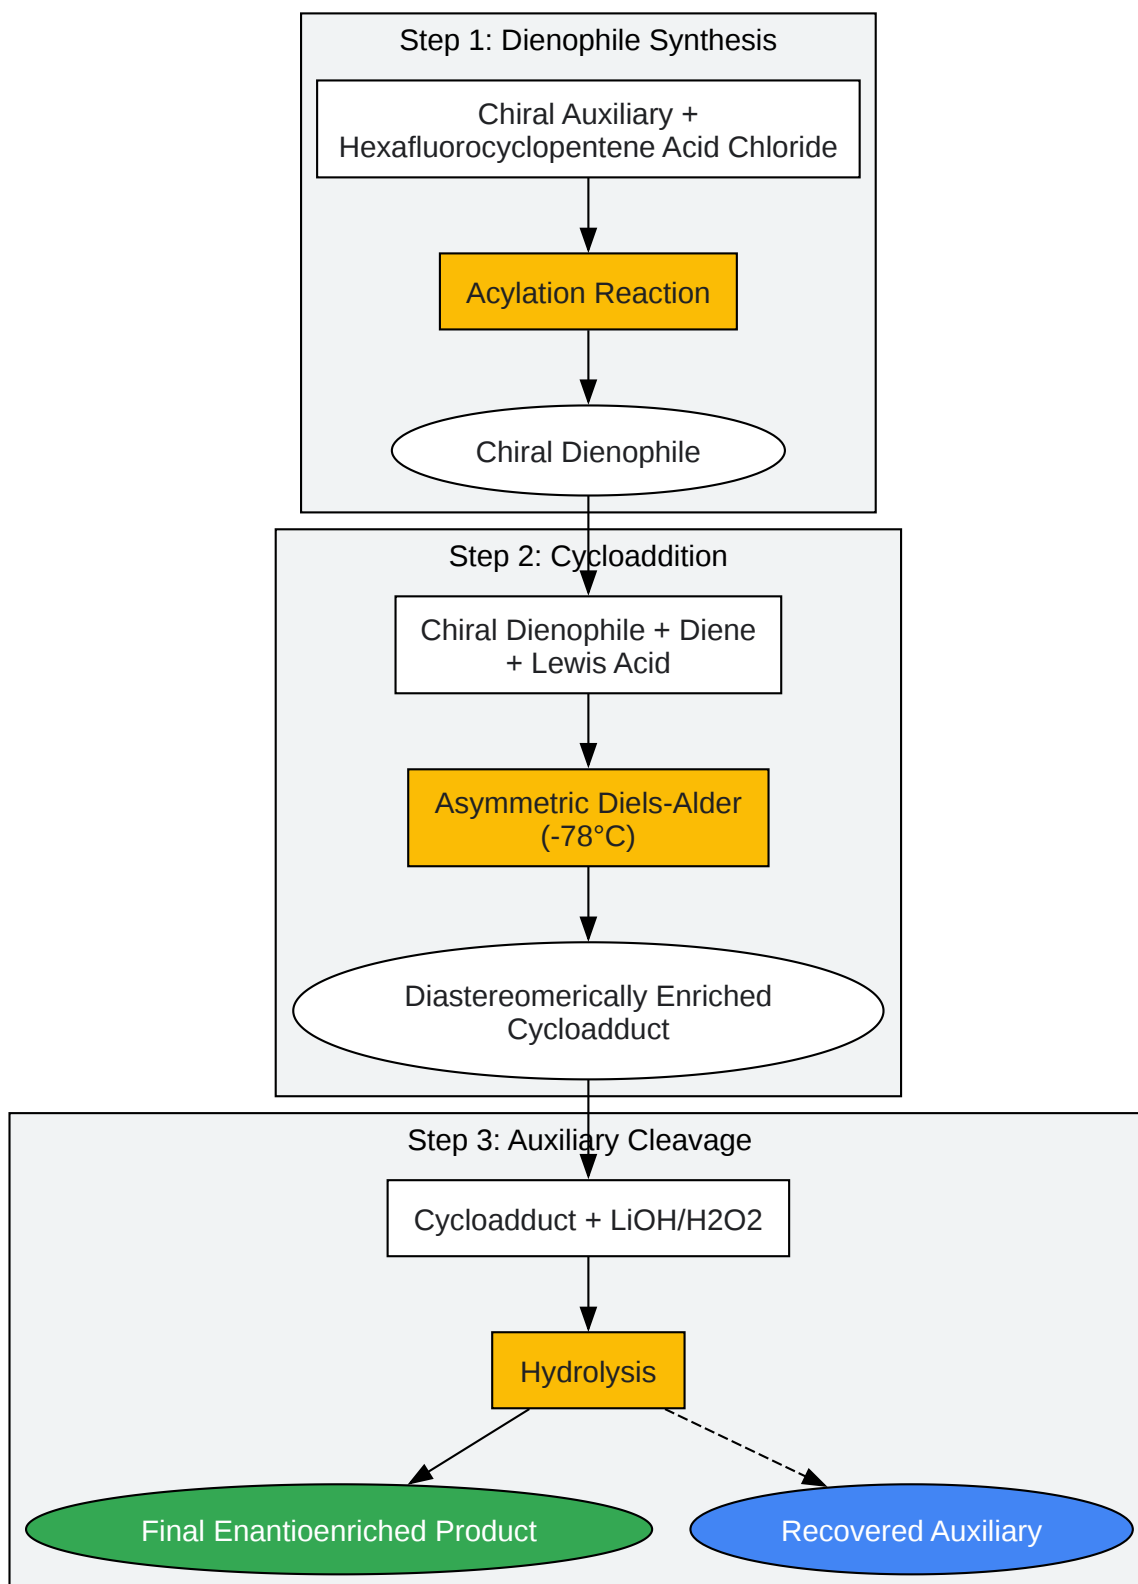 Step 1: Dienophile Synthesis
Chiral Auxiliary +
Hexafluorocyclopentene Acid Chloride
Acylation Reaction
Chiral Dienophile
Step 2: Cycloaddition
Chiral Dienophile + Diene
+ Lewis Acid
Asymmetric Diels-Alder
(-78°C)
Diastereomerically Enriched
Cycloadduct
Step 3: Auxiliary Cleavage
Cycloadduct + LiOH/H2O2
Hydrolysis
Final Enantioenriched Product
Recovered Auxiliary